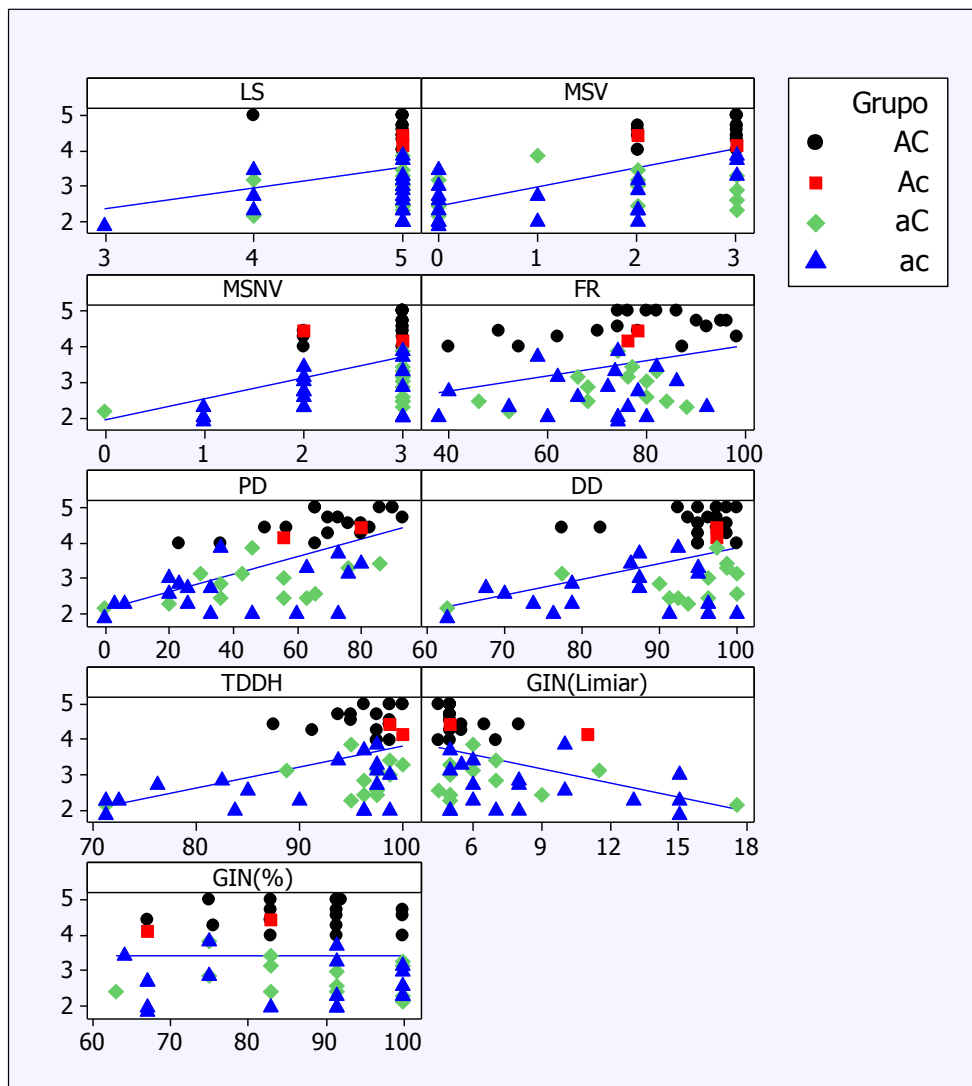 LS MSV
5
4
3
2
3 4 5 0 1 2 3
MSNV FR
5
4
3
2
0 1 2 3 40 60 80 100
PD DD
5
4
3
2
0 20 40 60 80 60 70 80 90 100
TDDH GIN(Limiar)
5
4
3
2
70 80 90 100 6 9 12 15 18
GIN(%)
5
4
3
2
60 70 80 90 100
Grupo
AC
Ac
aC
ac